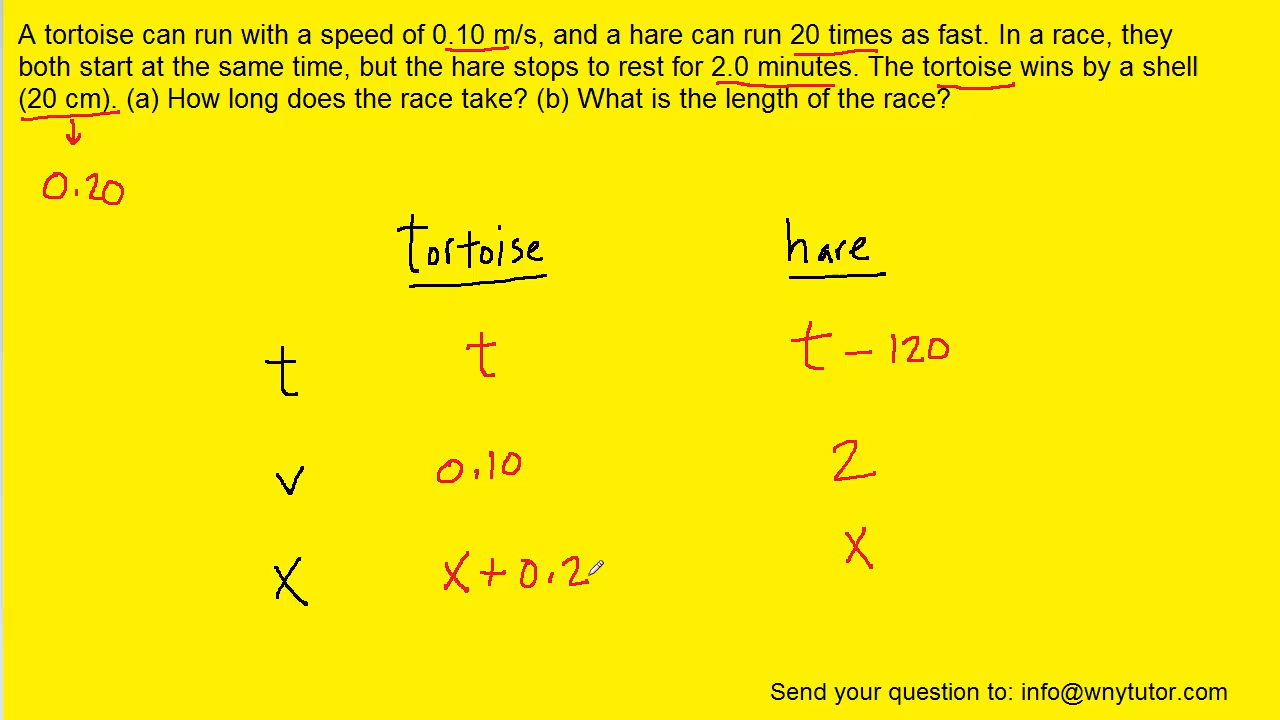 A tortoise can run with a speed of 0.10 m/s, and a hare can run 20 times as fast. In a race, they
both start at the same time, but the hare stops to rest for 2.0 minutes. The tortoise wins by a shell
(20 cm). (a) How long does the race take? (b) What is the length of the race?
0.20
tortoise hare
t t t - 120
v 0.10 2
x x + 0.2 x
Send your question to: info@wnytutor.com